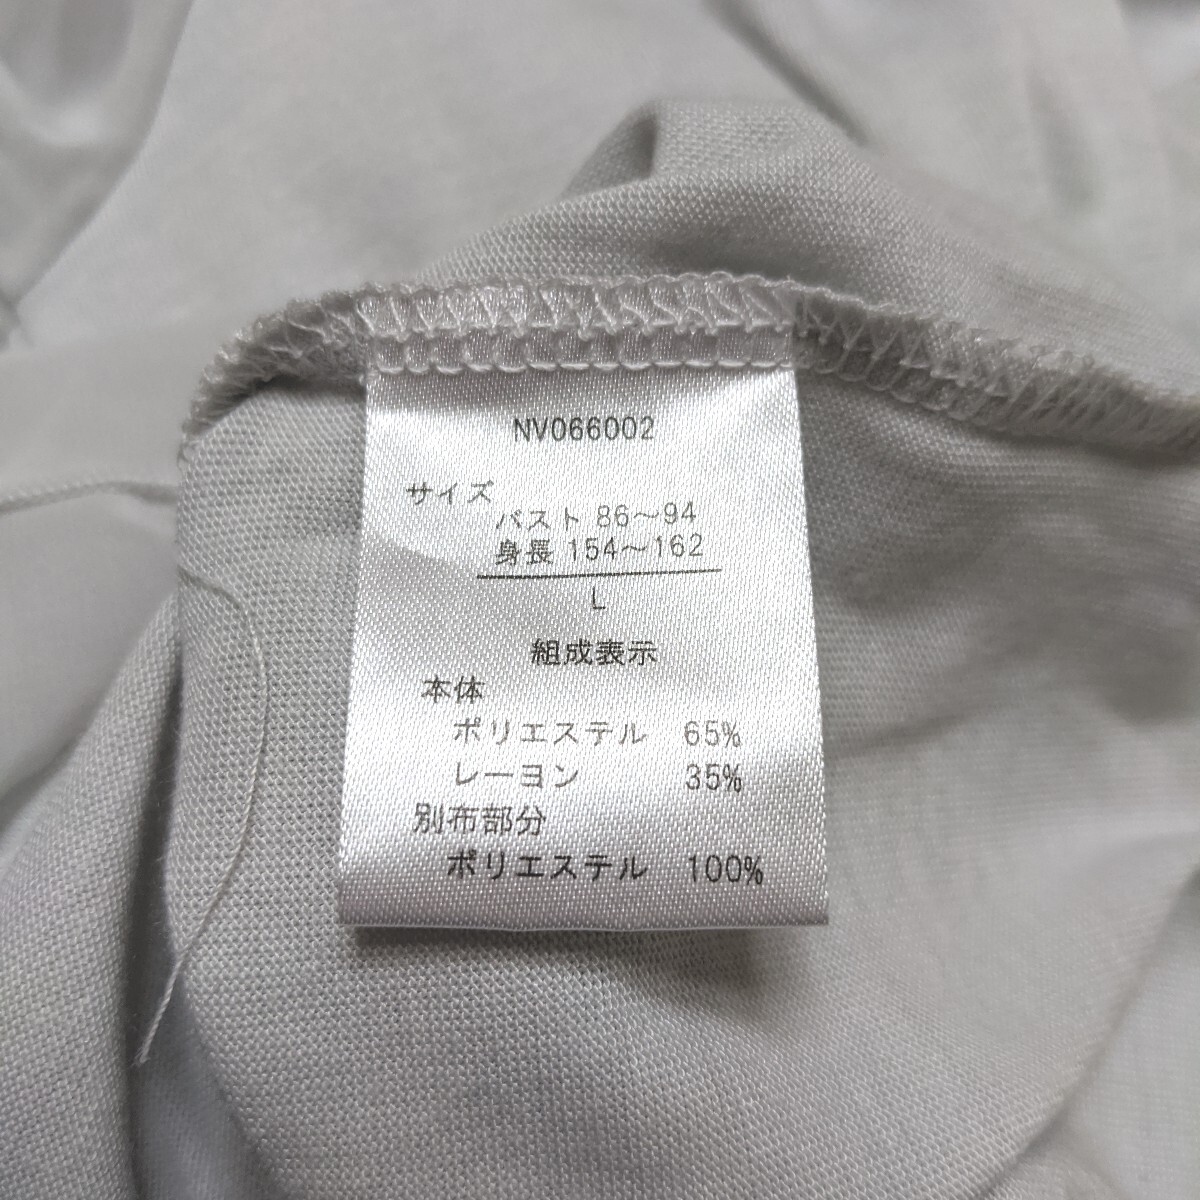 NV066002
サイズ
バスト 86～94
身長 154～162
L
組成表示
本体
ポリエステル 65%
レーヨン 35%
別布部分
ポリエステル 100%